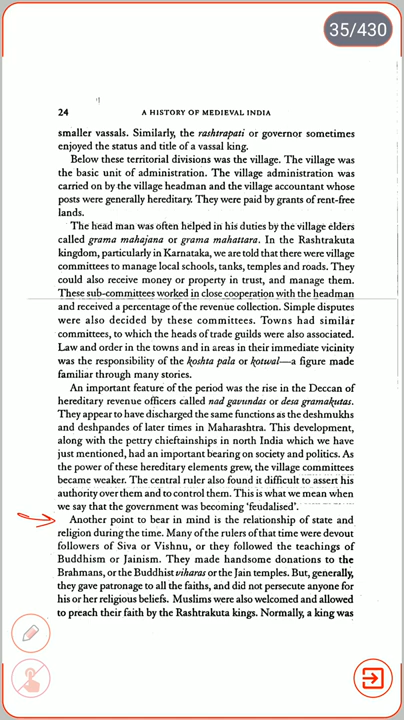 35/430
24 A HISTORY OF MEDIEVAL INDIA
smaller vassals. Similarly, the rashtrapati or governor sometimes
enjoyed the status and title of a vassal king.
Below these territorial divisions was the village. The village was
the basic unit of administration. The village administration was
carried on by the village headman and the village accountant whose
posts were generally hereditary. They were paid by grants of rent-free
lands.
The head man was often helped in his duties by the village elders
called grama mahajana or grama mahattara. In the Rashtrakuta
kingdom, particularly in Karnataka, we are told that there were village
committees to manage local schools, tanks, temples and roads. They
could also receive money or property in trust, and manage them.
These sub-committees worked in close cooperation with the headman
and received a percentage of the revenue collection. Simple disputes
were also decided by these committees. Towns had similar
committees, to which the heads of trade guilds were also associated.
Law and order in the towns and in areas in their immediate vicinity
was the responsibility of the koshta pala or kotwal—a figure made
familiar through many stories.
An important feature of the period was the rise in the Deccan of
hereditary revenue officers called nad gavundas or desa gramakutas.
They appear to have discharged the same functions as the deshmukhs
and deshpandes of later times in Maharashtra. This development,
along with the pettry chieftainships in north India which we have
just mentioned, had an important bearing on society and politics. As
the power of these hereditary elements grew, the village committees
became weaker. The central ruler also found it difficult to assert his
authority over them and to control them. This is what we mean when
we say that the government was becoming ‘feudalised’.
Another point to bear in mind is the relationship of state and
religion during the time. Many of the rulers of that time were devout
followers of Siva or Vishnu, or they followed the teachings of
Buddhism or Jainism. They made handsome donations to the
Brahmans, or the Buddhist viharas or the Jain temples. But, generally,
they gave patronage to all the faiths, and did not persecute anyone for
his or her religious beliefs. Muslims were also welcomed and allowed
to preach their faith by the Rashtrakuta kings. Normally, a king was